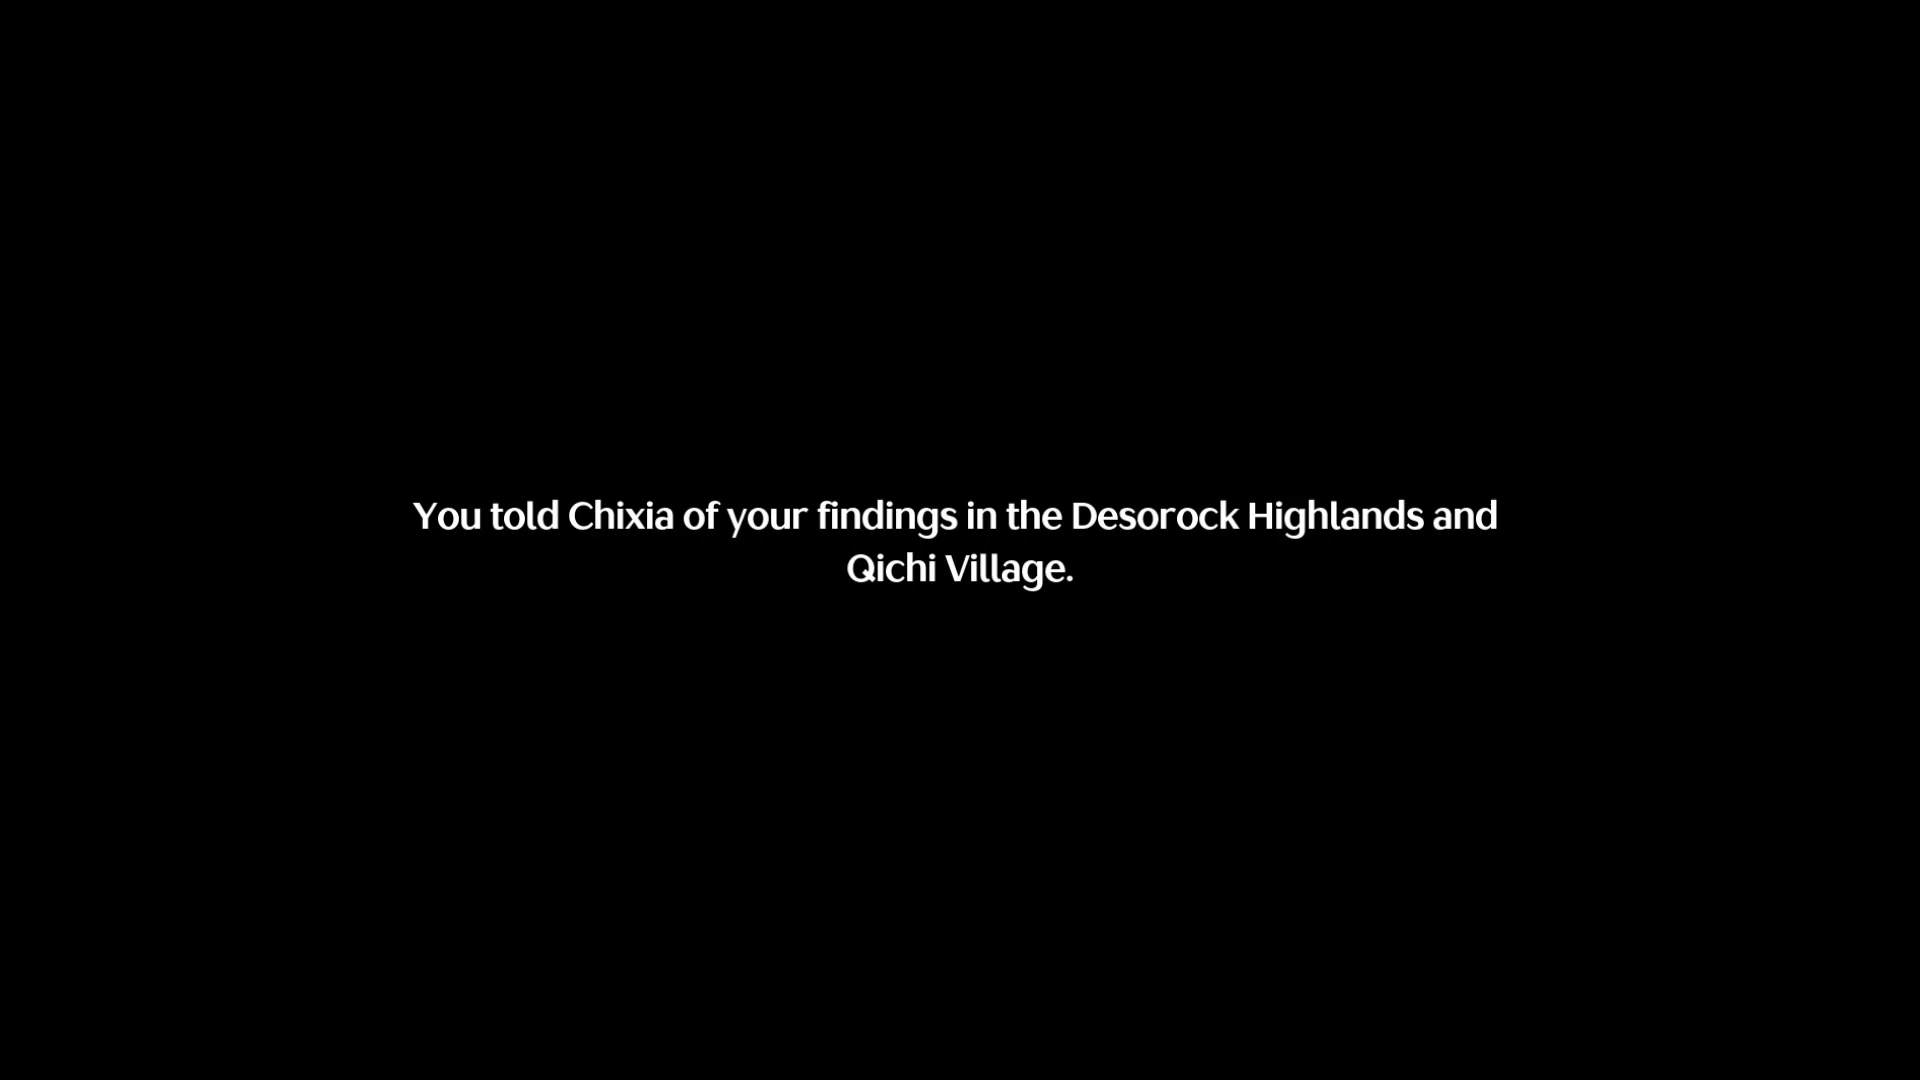 You told Chixia of your findings in the Desorock Highlands and
Qichi Village.